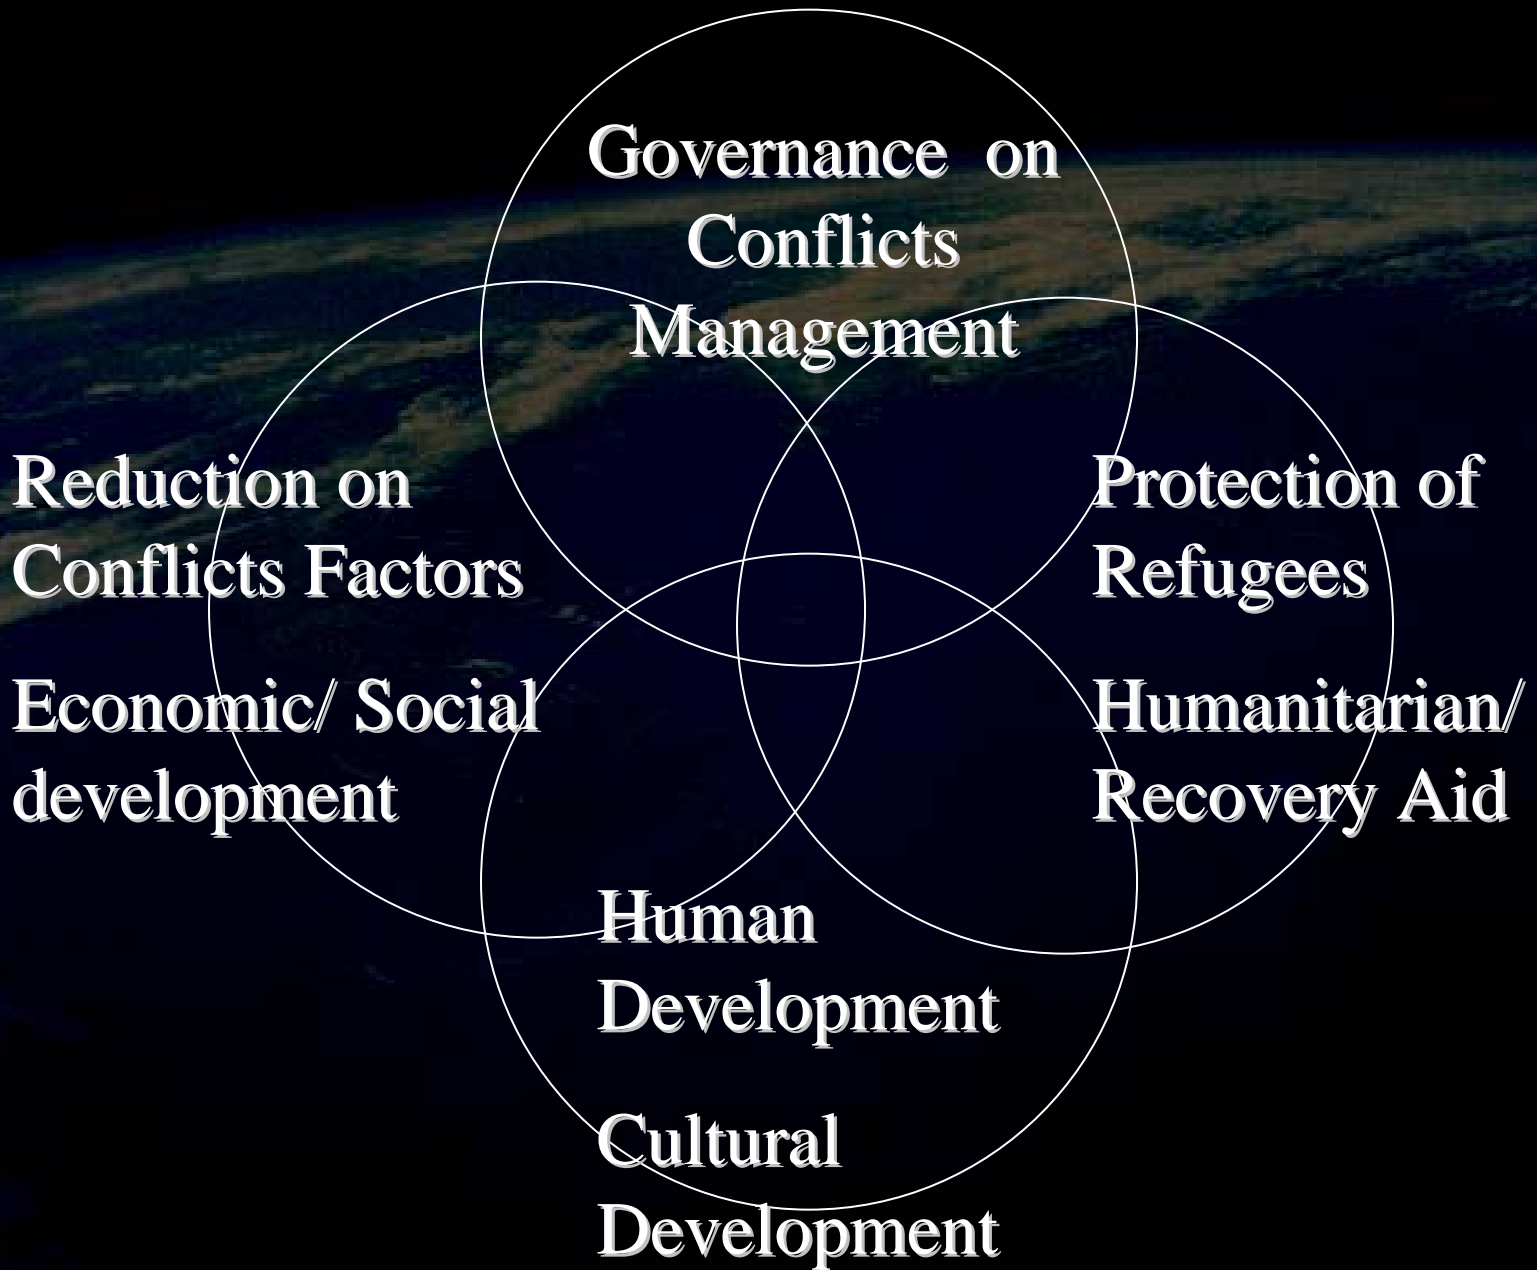 Governance on
Conflicts
Management
Reduction on
Conflicts Factors
Economic/ Social
development
Protection of
Refugees
Humanitarian/
Recovery Aid
Human
Development
Cultural
Development